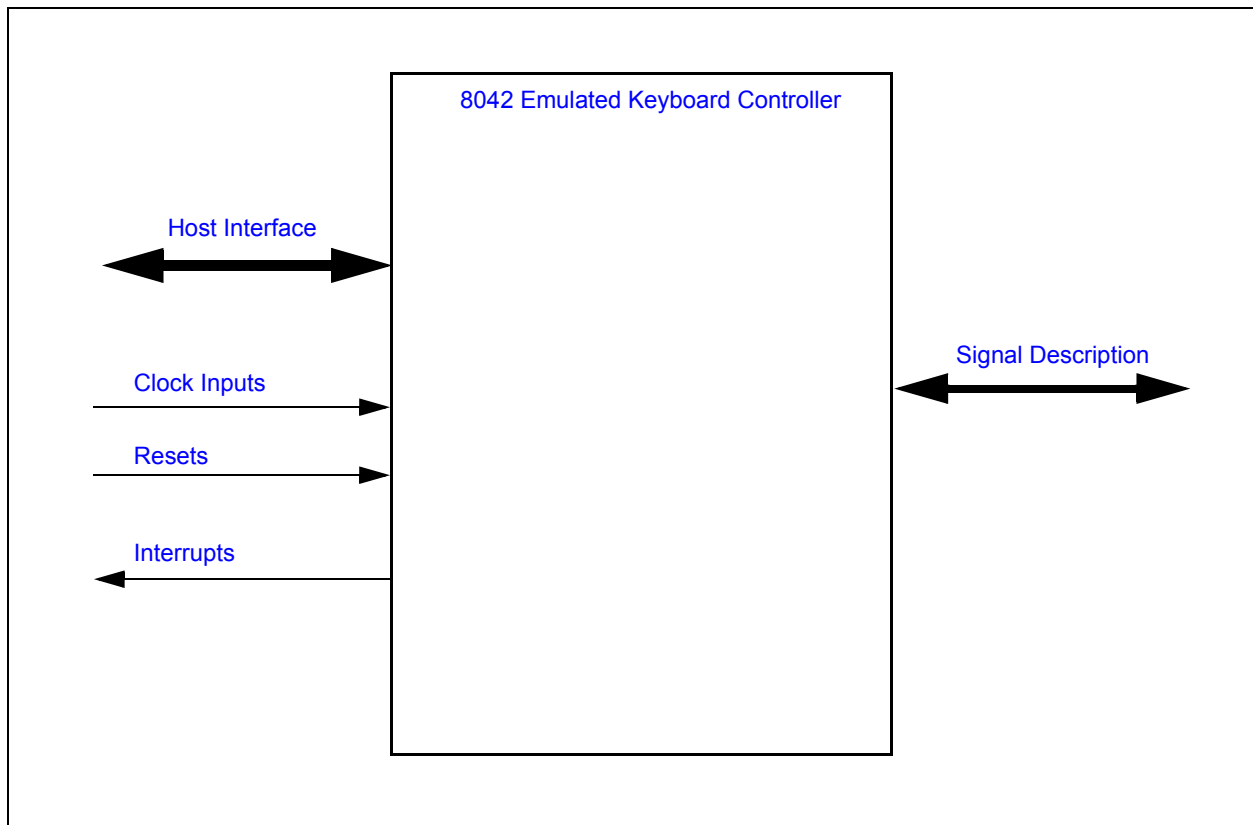 8042 Emulated Keyboard Controller
Host Interface
Signal Description
Clock Inputs
Resets
Interrupts